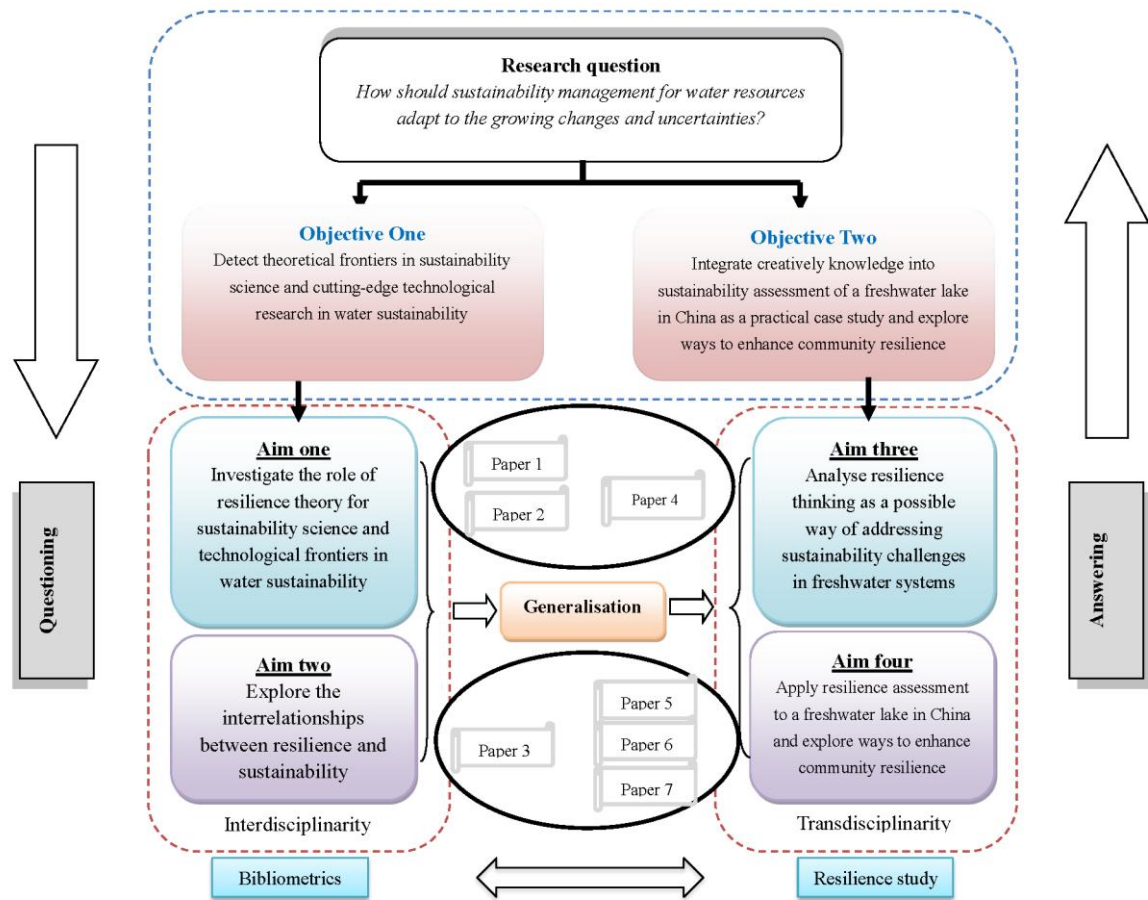 Research question
How should sustainability management for water resources
adapt to the growing changes and uncertainties?
Objective One
Detect theoretical frontiers in sustainability
science and cutting-edge technological
research in water sustainability
Objective Two
Integrate creatively knowledge into
sustainability assessment of a freshwater lake
in China as a practical case study and explore
ways to enhance community resilience
Questioning
Aim one
Investigate the role of
resilience theory for
sustainability science and
technological frontiers in
water sustainability
Aim two
Explore the
interrelationships
between resilience and
sustainability
Interdisciplinarity
Bibliometrics
Paper 1
Paper 2
Paper 4
Generalisation
Paper 3
Paper 5
Paper 6
Paper 7
Aim three
Analyse resilience
thinking as a possible
way of addressing
sustainability challenges
in freshwater systems
Aim four
Apply resilience assessment
to a freshwater lake in China
and explore ways to enhance
community resilience
Transdisciplinarity
Resilience study
Answering